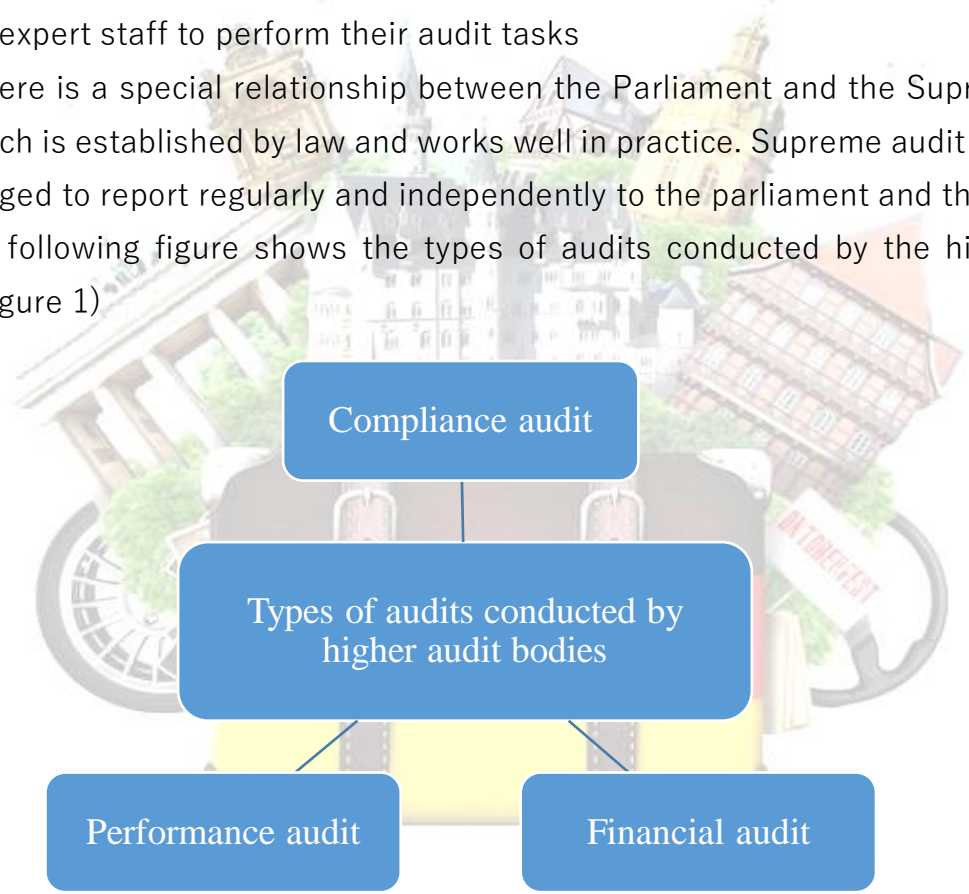 expert staff to perform their audit tasks
ere is a special relationship between the Parliament and the Supr
ch is established by law and works well in practice. Supreme audit
ged to report regularly and independently to the parliament and th
following figure shows the types of audits conducted by the hi
gure 1)
Compliance audit
OKTOBERFEST
Types of audits conducted by
higher audit bodies
Performance audit
Financial audit